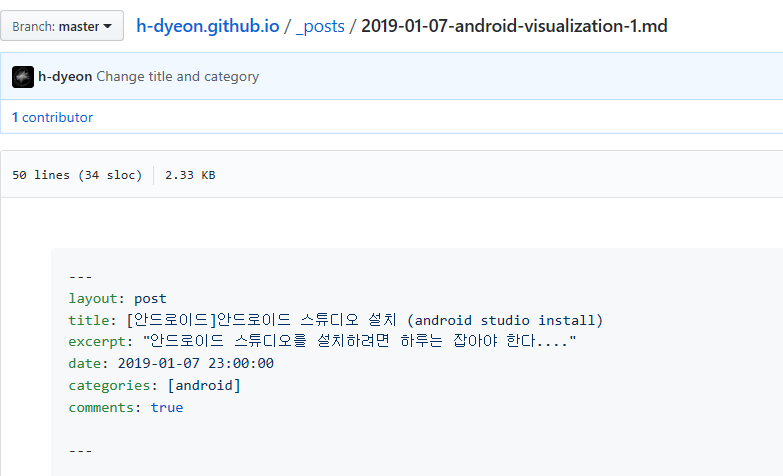 Branch: master
h-dyeon.github.io / _posts / 2019-01-07-android-visualization-1.md
h-dyeon Change title and category
1 contributor
50 lines (34 sloc) 2.33 KB
---
layout: post
title: [안드로이드]안드로이드 스튜디오 설치 (android studio install)
excerpt: "안드로이드 스튜디오를 설치하려면 하루는 잡아야 한다...."
date: 2019-01-07 23:00:00
categories: [android]
comments: true
---